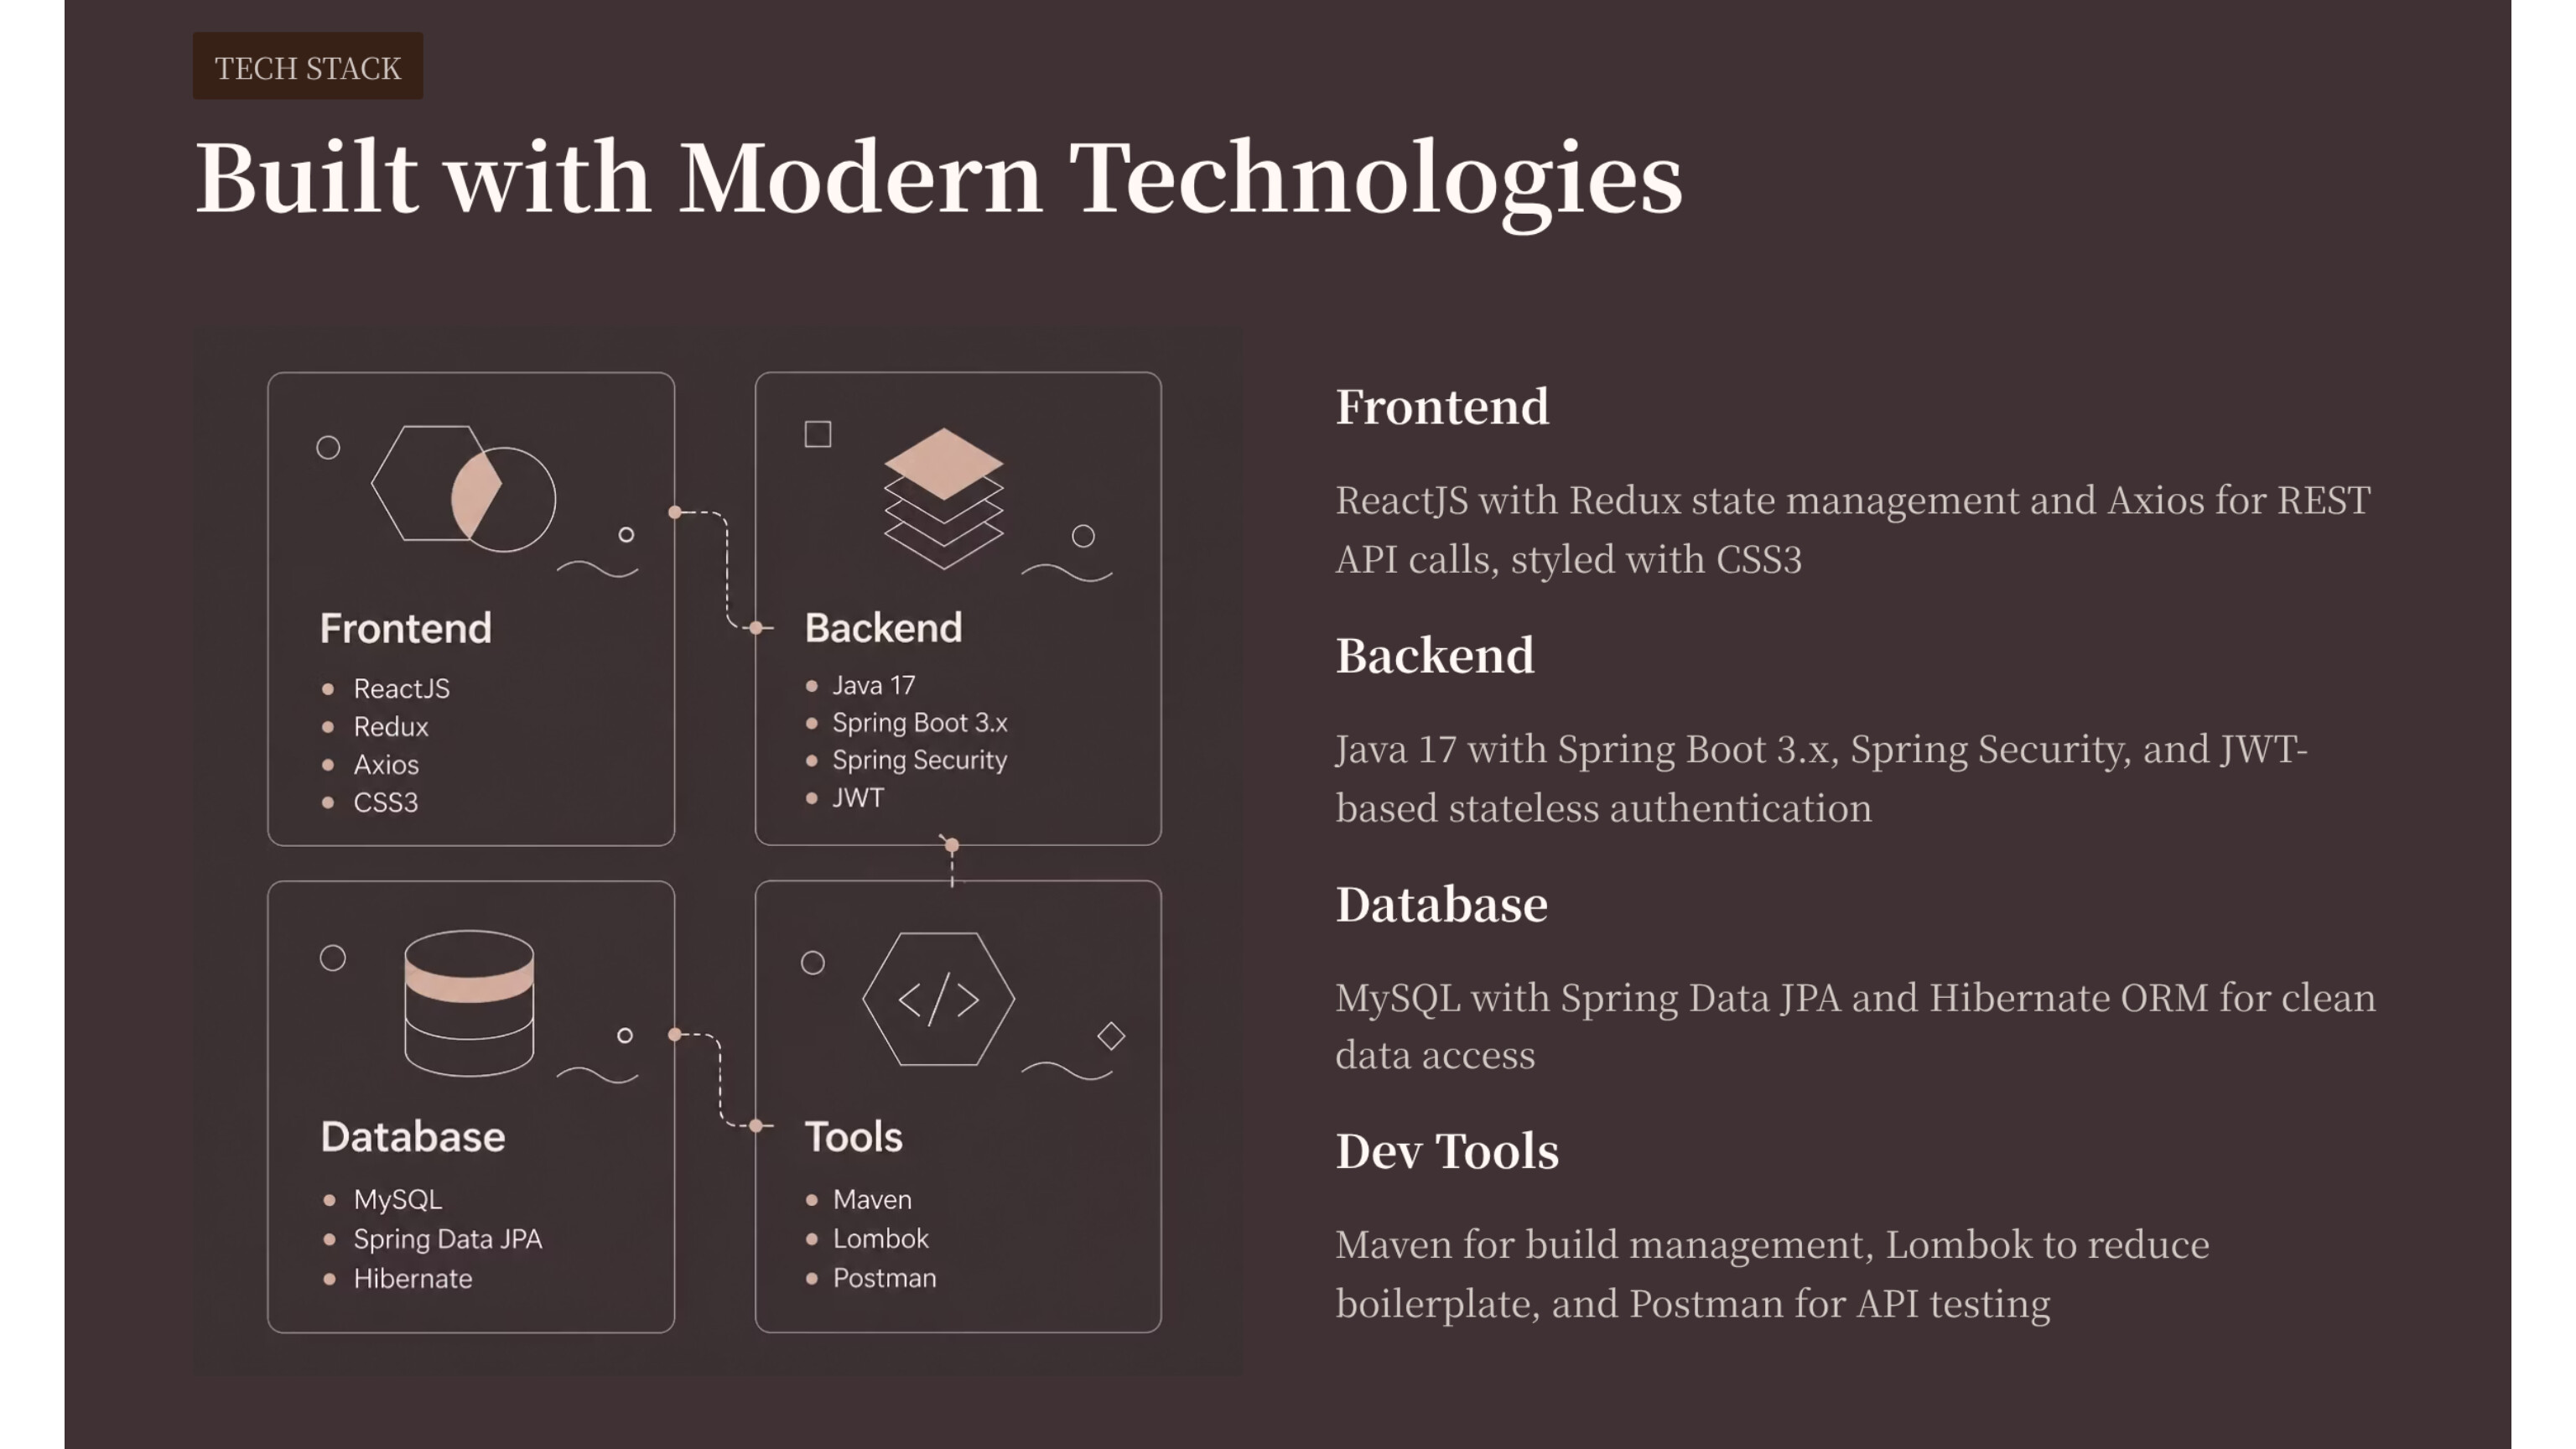 TECH STACK
Built with Modern Technologies
Frontend
ReactJS
Redux
Axios
CSS3
Backend
Java 17
Spring Boot 3.x
Spring Security
JWT
Database
MySQL
Spring Data JPA
Hibernate
</>
Tools
Maven
Lombok
Postman
Frontend
ReactJS with Redux state management and Axios for REST
API calls, styled with CSS3
Backend
Java 17 with Spring Boot 3.x, Spring Security, and JWT-
based stateless authentication
Database
MySQL with Spring Data JPA and Hibernate ORM for clean
data access
Dev Tools
Maven for build management, Lombok to reduce
boilerplate, and Postman for API testing